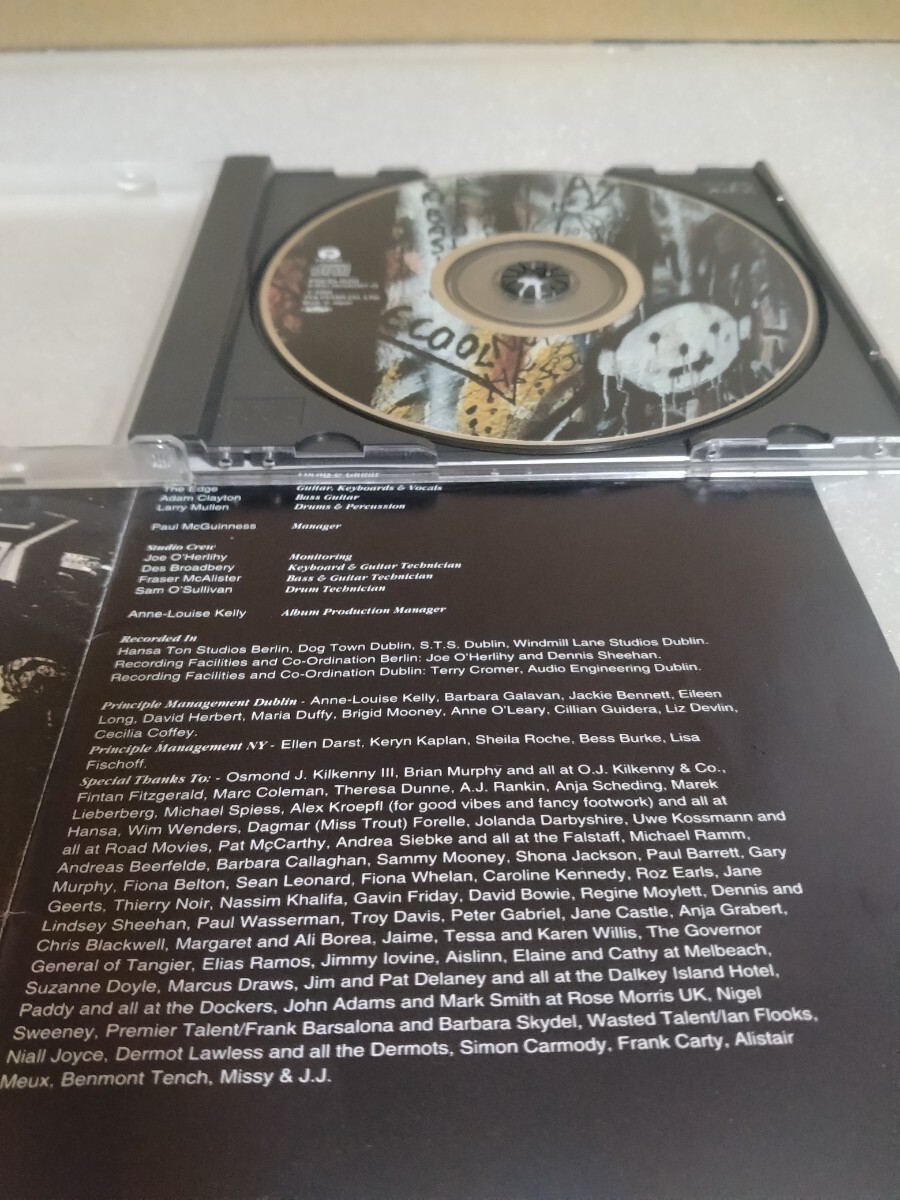 ECOOL
The Edge Guitar, Keyboards & Vocals
Adam Clayton Bass Guitar
Larry Mullen Drums & Percussion
Paul McGuinness Manager
Studio Crew
Joe O'Herlihy Monitoring
Des Broadbery Keyboard & Guitar Technician
Fraser McAlister Bass & Guitar Technician
Sam O'Sullivan Drum Technician
Anne-Louise Kelly Album Production Manager
Recorded In
Hansa Ton Studios Berlin, Dog Town Dublin, S.T.S. Dublin, Windmill Lane Studios Dublin.
Recording Facilities and Co-Ordination Berlin: Joe O'Herlihy and Dennis Sheehan.
Recording Facilities and Co-Ordination Dublin: Terry Cromer, Audio Engineering Dublin.
Principle Management Dublin - Anne-Louise Kelly, Barbara Galavan, Jackie Bennett, Eileen
Long, David Herbert, Maria Duffy, Brigid Mooney, Anne O'Leary, Cillian Guidera, Liz Devlin,
Cecilia Coffey.
Principle Management NY - Ellen Darst, Keryn Kaplan, Sheila Roche, Bess Burke, Lisa
Fischoff.
Special Thanks To: - Osmond J. Kilkenny III, Brian Murphy and all at O.J. Kilkenny & Co.,
Fintan Fitzgerald, Marc Coleman, Theresa Dunne, A.J. Rankin, Anja Scheding, Marek
Lieberberg, Michael Spiess, Alex Kroepfl (for good vibes and fancy footwork) and all at
Hansa, Wim Wenders, Dagmar (Miss Trout) Forelle, Jolanda Darbyshire, Uwe Kossmann and
all at Road Movies, Pat McCarthy, Andrea Siebke and all at the Falstaff, Michael Ramm,
Andreas Beerfelde, Barbara Callaghan, Sammy Mooney, Shona Jackson, Paul Barrett, Gary
Murphy, Fiona Belton, Sean Leonard, Fiona Whelan, Caroline Kennedy, Roz Earls, Jane
Geerts, Thierry Noir, Nassim Khalifa, Gavin Friday, David Bowie, Regine Moylett, Dennis and
Lindsey Sheehan, Paul Wasserman, Troy Davis, Peter Gabriel, Jane Castle, Anja Grabert,
Chris Blackwell, Margaret and Ali Borea, Jaime, Tessa and Karen Willis, The Governor
General of Tangier, Elias Ramos, Jimmy Iovine, Aislinn, Elaine and Cathy at Melbeach,
Suzanne Doyle, Marcus Draws, Jim and Pat Delaney and all at the Dalkey Island Hotel,
Paddy and all at the Dockers, John Adams and Mark Smith at Rose Morris UK, Nigel
Sweeney, Premier Talent/Frank Barsalona and Barbara Skydel, Wasted Talent/Ian Flooks,
Niall Joyce, Dermot Lawless and all the Dermots, Simon Carmody, Frank Carty, Alistair
Meux, Benmont Tench, Missy & J.J.